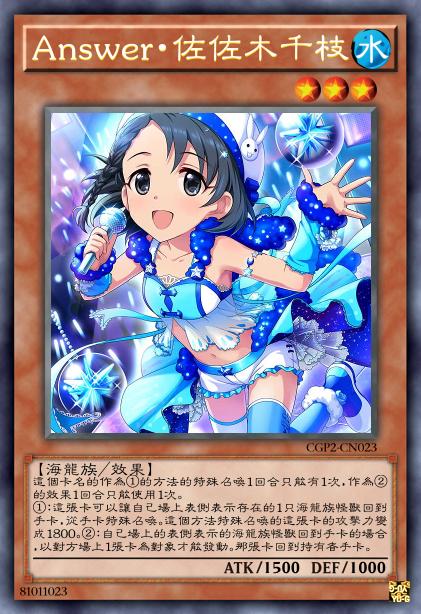 Answer・佐佐木千枝
水
CGP2-CN023
【海龍族/效果】
這個卡名的作為①的方法的特殊召喚1回合只能有1次,作為②
的效果1回合只能使用1次。
①:這張卡可以讓自己場上表側表示存在的1只海龍族怪獸回到
手卡,從手卡特殊召喚。這個方法特殊召喚的這張卡的攻擊力變
成1800。②:自己場上的表側表示的海龍族怪獸回到手卡的場合,
以對方場上1張卡為對象才能發動。那張卡回到持有者手卡。
ATK/1500 DEF/1000
81011023